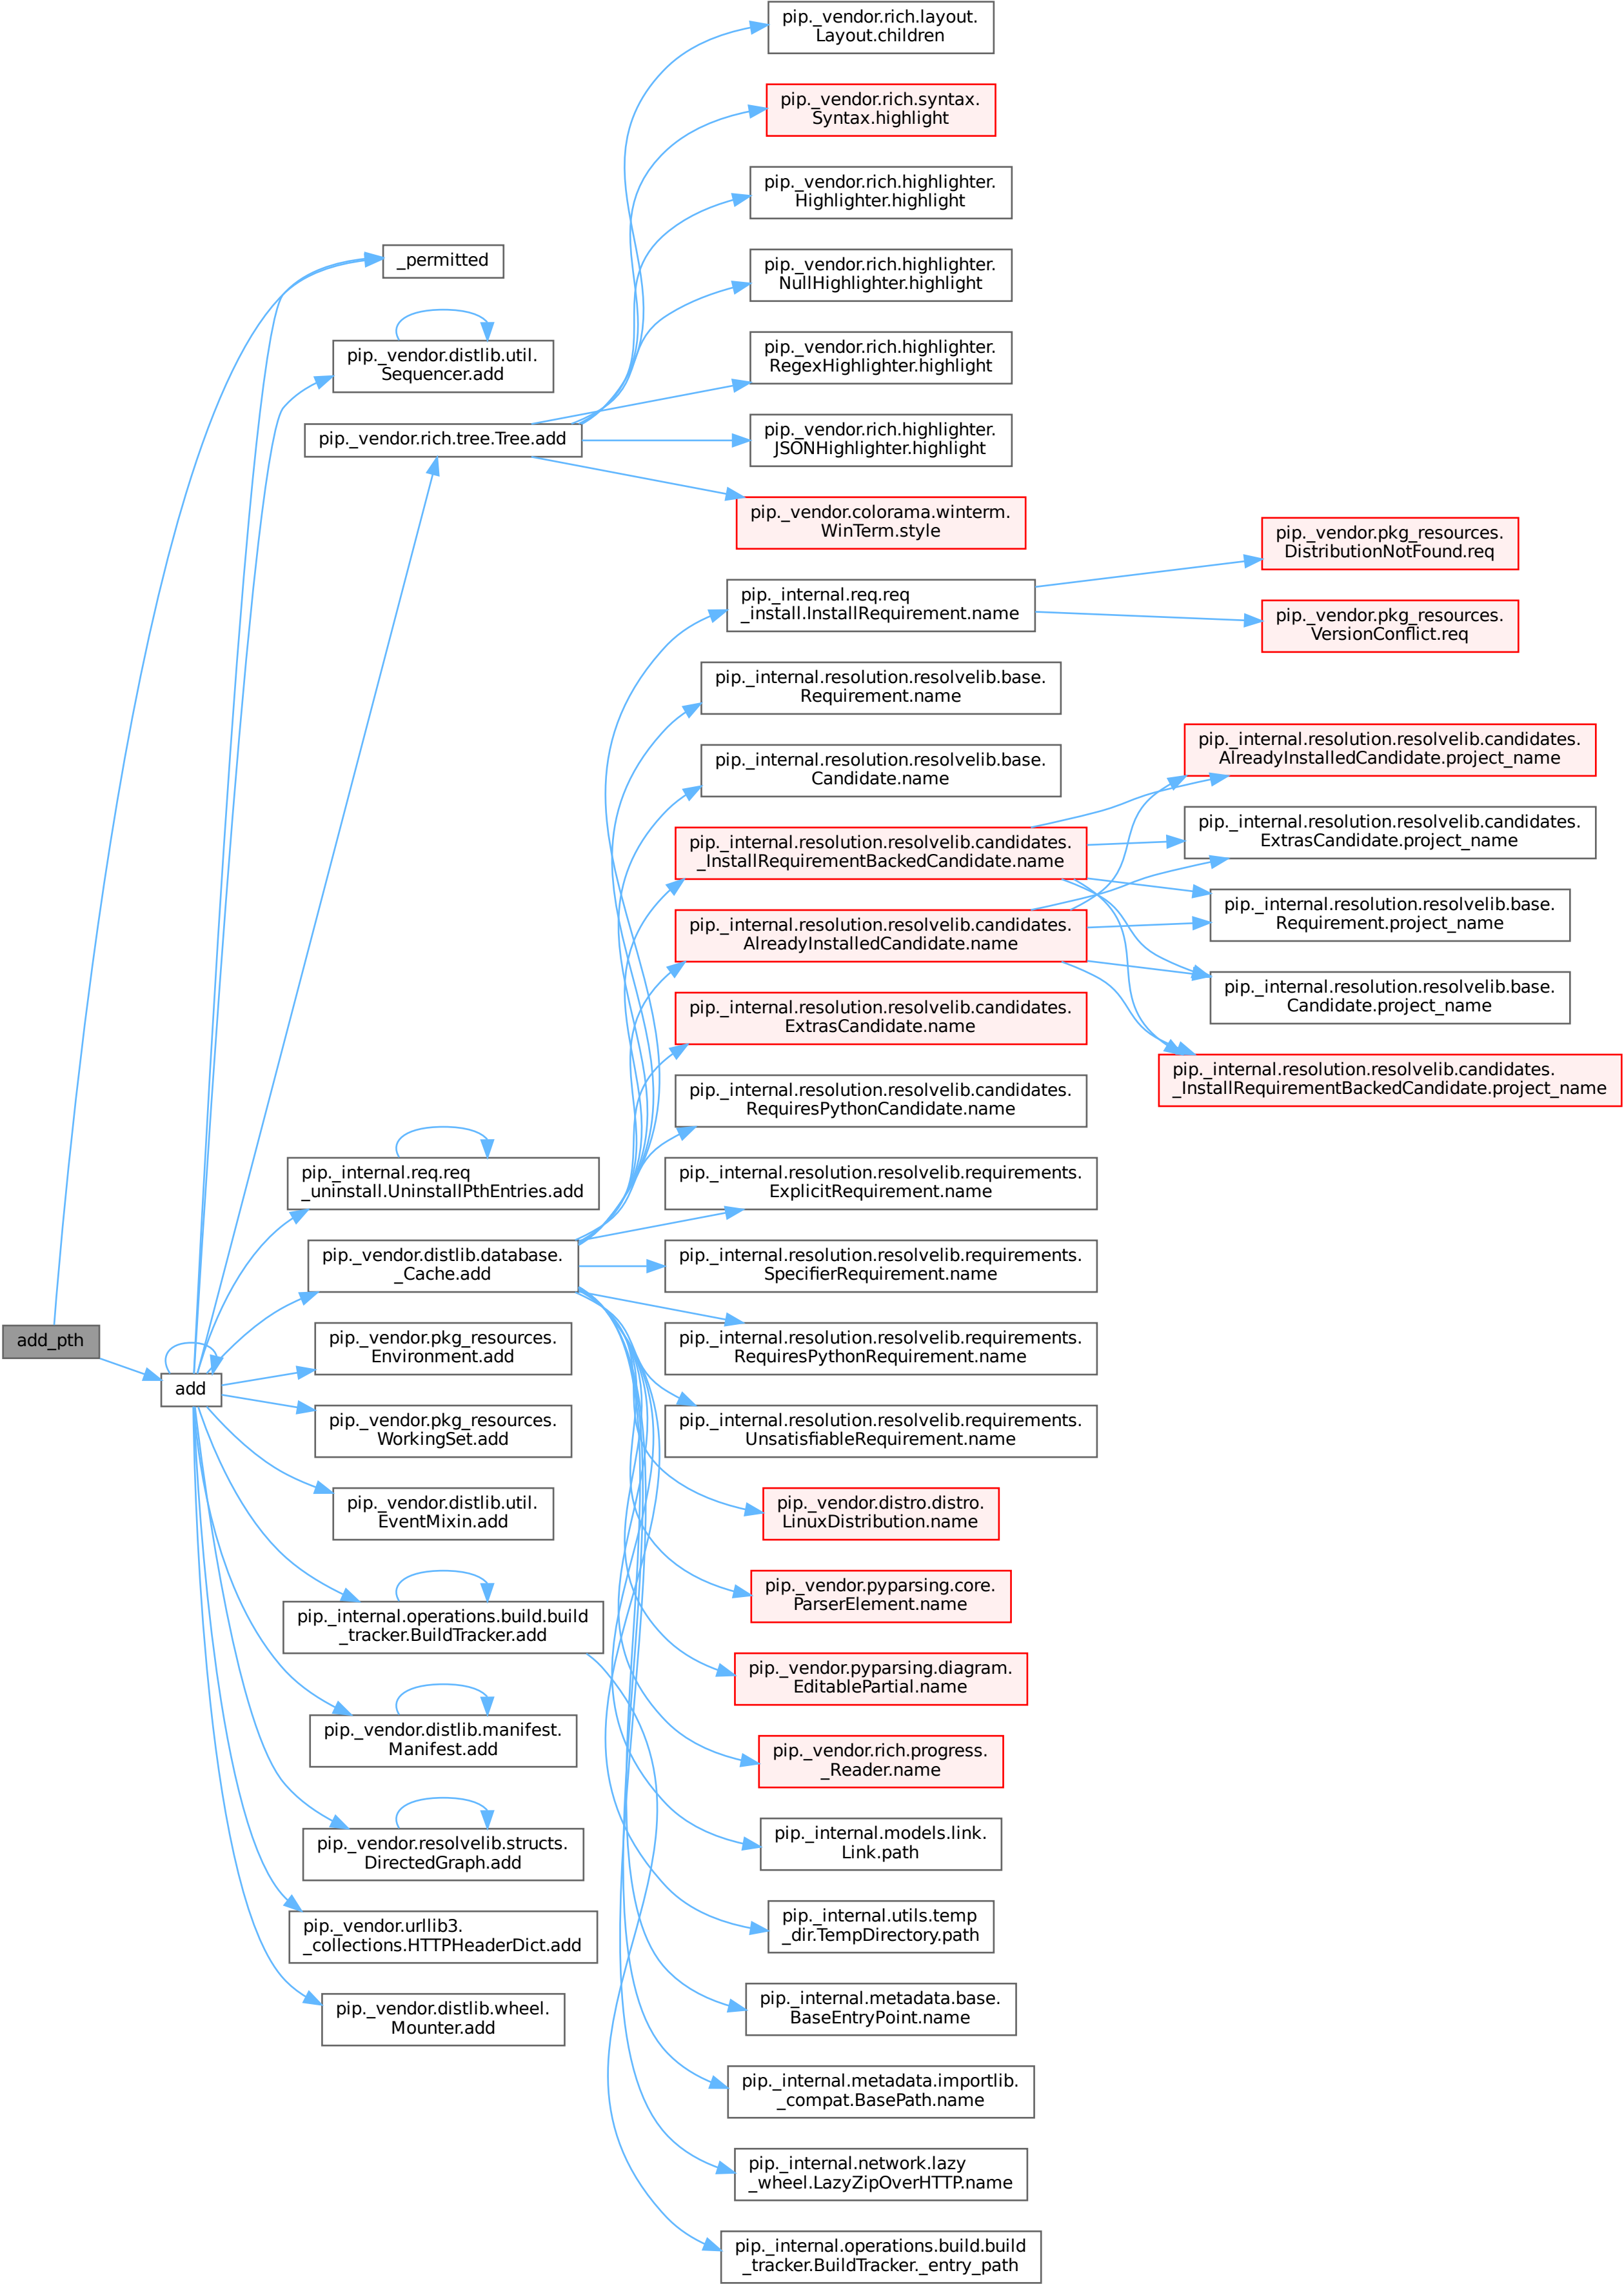 add_pth
add
_permitted
pip._vendor.distlib.util.
Sequencer.add
pip._vendor.rich.tree.Tree.add
pip._internal.req.req
_uninstall.UninstallPthEntries.add
pip._vendor.distlib.database.
_Cache.add
pip._vendor.pkg_resources.
Environment.add
pip._vendor.pkg_resources.
WorkingSet.add
pip._vendor.distlib.util.
EventMixin.add
pip._internal.operations.build.build
_tracker.BuildTracker.add
pip._vendor.distlib.manifest.
Manifest.add
pip._vendor.resolvelib.structs.
DirectedGraph.add
pip._vendor.urllib3.
_collections.HTTPHeaderDict.add
pip._vendor.distlib.wheel.
Mounter.add
pip._vendor.rich.layout.
Layout.children
pip._vendor.rich.syntax.
Syntax.highlight
pip._vendor.rich.highlighter.
Highlighter.highlight
pip._vendor.rich.highlighter.
NullHighlighter.highlight
pip._vendor.rich.highlighter.
RegexHighlighter.highlight
pip._vendor.rich.highlighter.
JSONHighlighter.highlight
pip._vendor.colorama.winterm.
WinTerm.style
pip._internal.req.req
_install.InstallRequirement.name
pip._internal.resolution.resolvelib.base.
Requirement.name
pip._internal.resolution.resolvelib.base.
Candidate.name
pip._internal.resolution.resolvelib.candidates.
_InstallRequirementBackedCandidate.name
pip._internal.resolution.resolvelib.candidates.
AlreadyInstalledCandidate.name
pip._internal.resolution.resolvelib.candidates.
ExtrasCandidate.name
pip._internal.resolution.resolvelib.candidates.
RequiresPythonCandidate.name
pip._internal.resolution.resolvelib.requirements.
ExplicitRequirement.name
pip._internal.resolution.resolvelib.requirements.
SpecifierRequirement.name
pip._internal.resolution.resolvelib.requirements.
RequiresPythonRequirement.name
pip._internal.resolution.resolvelib.requirements.
UnsatisfiableRequirement.name
pip._vendor.distro.distro.
LinuxDistribution.name
pip._vendor.pyparsing.core.
ParserElement.name
pip._vendor.pyparsing.diagram.
EditablePartial.name
pip._vendor.rich.progress.
_Reader.name
pip._internal.models.link.
Link.path
pip._internal.utils.temp
_dir.TempDirectory.path
pip._internal.metadata.base.
BaseEntryPoint.name
pip._internal.metadata.importlib.
_compat.BasePath.name
pip._internal.network.lazy
_wheel.LazyZipOverHTTP.name
pip._internal.operations.build.build
_tracker.BuildTracker._entry_path
pip._vendor.pkg_resources.
DistributionNotFound.req
pip._vendor.pkg_resources.
VersionConflict.req
pip._internal.resolution.resolvelib.candidates.
AlreadyInstalledCandidate.project_name
pip._internal.resolution.resolvelib.candidates.
ExtrasCandidate.project_name
pip._internal.resolution.resolvelib.base.
Requirement.project_name
pip._internal.resolution.resolvelib.base.
Candidate.project_name
pip._internal.resolution.resolvelib.candidates.
_InstallRequirementBackedCandidate.project_name